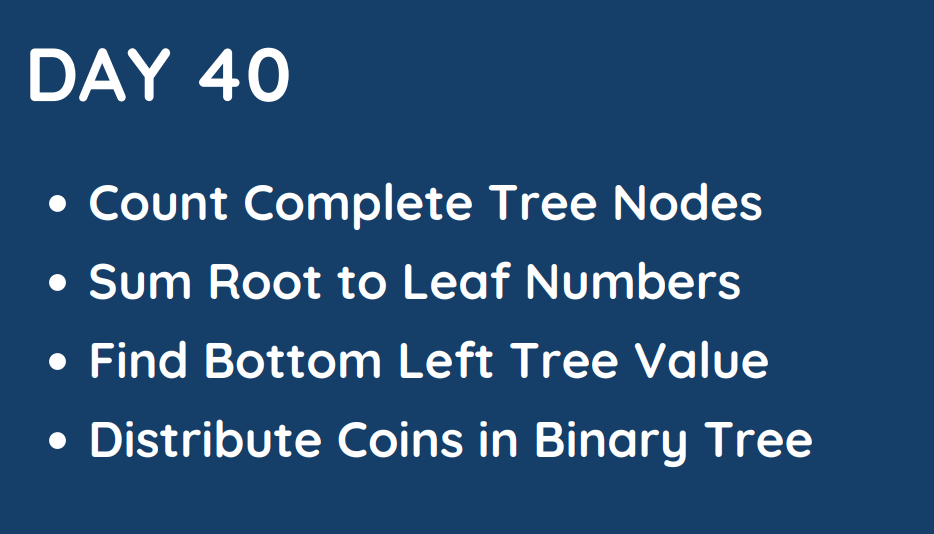 DAY 40
• Count Complete Tree Nodes
• Sum Root to Leaf Numbers
• Find Bottom Left Tree Value
• Distribute Coins in Binary Tree